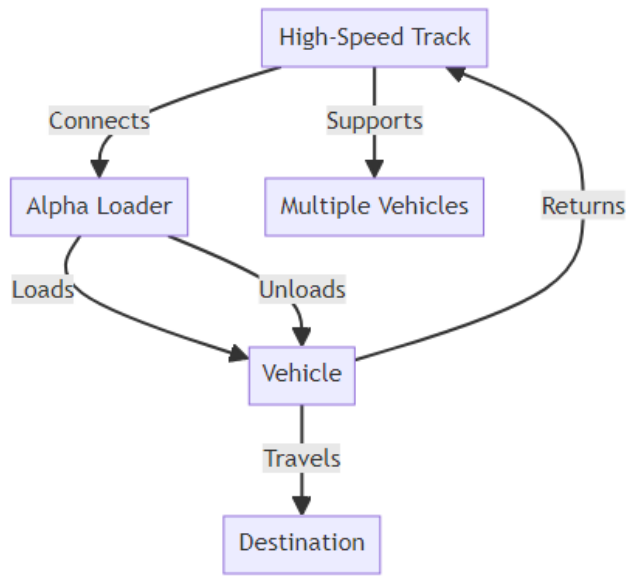 High-Speed Track
Connects
Supports
Alpha Loader
Multiple Vehicles
Returns
Loads
Unloads
Vehicle
Travels
Destination